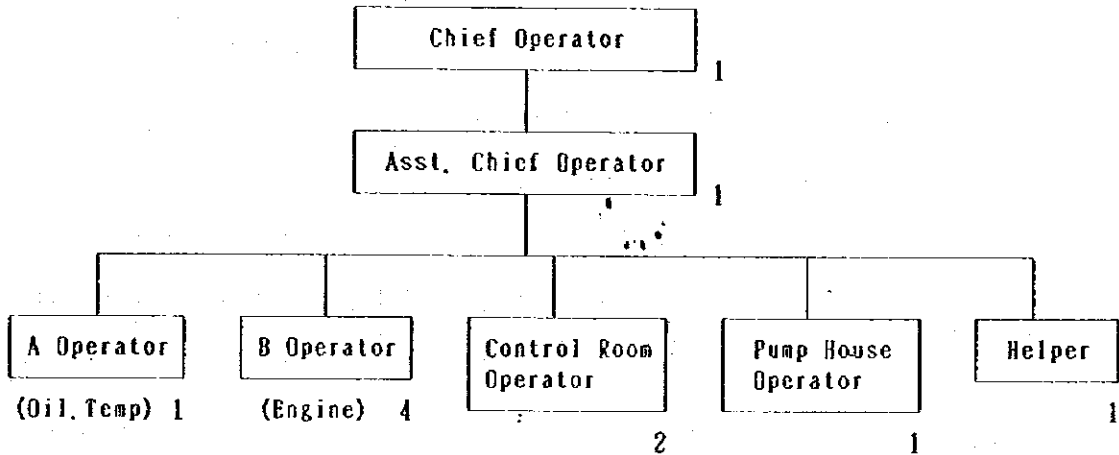 Chief Operator
1
Asst. Chief Operator
1
A Operator
(Oil. Temp) 1
B Operator
(Engine) 4
Control Room
Operator
2
Pump House
Operator
1
Helper
1